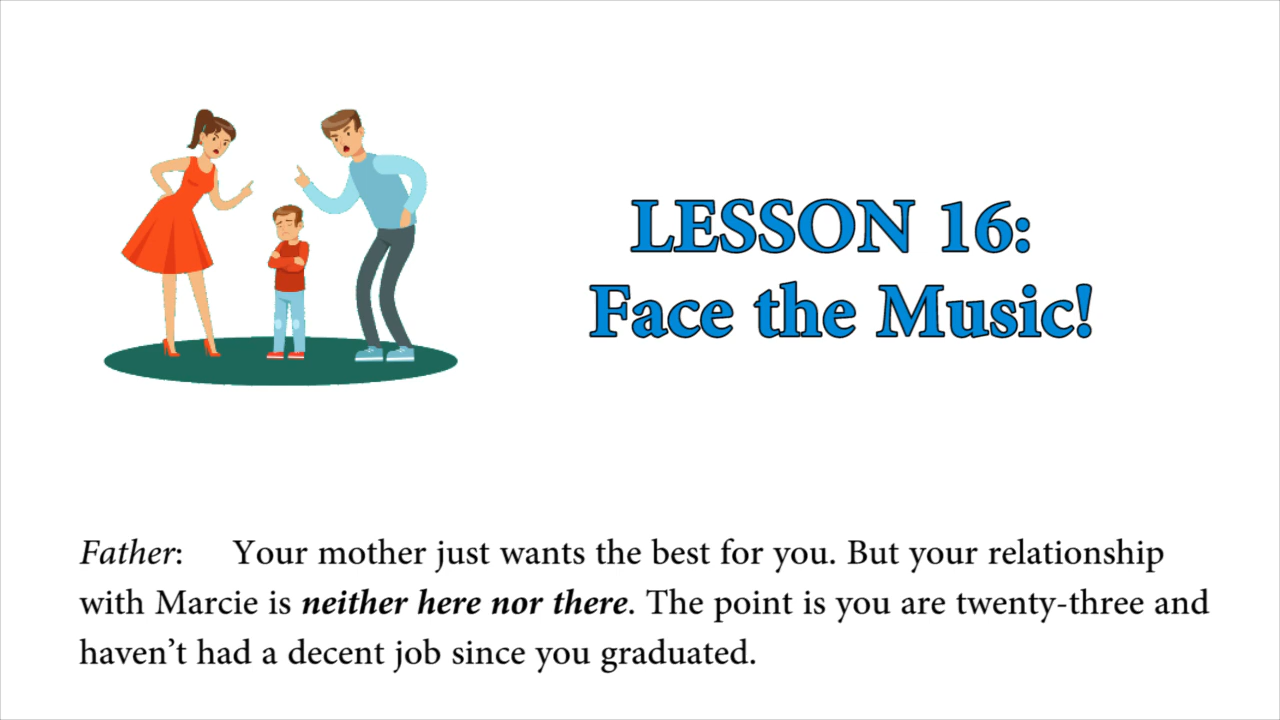 LESSON 16:
Face the Music!
Father: Your mother just wants the best for you. But your relationship
with Marcie is neither here nor there. The point is you are twenty-three and
haven’t had a decent job since you graduated.